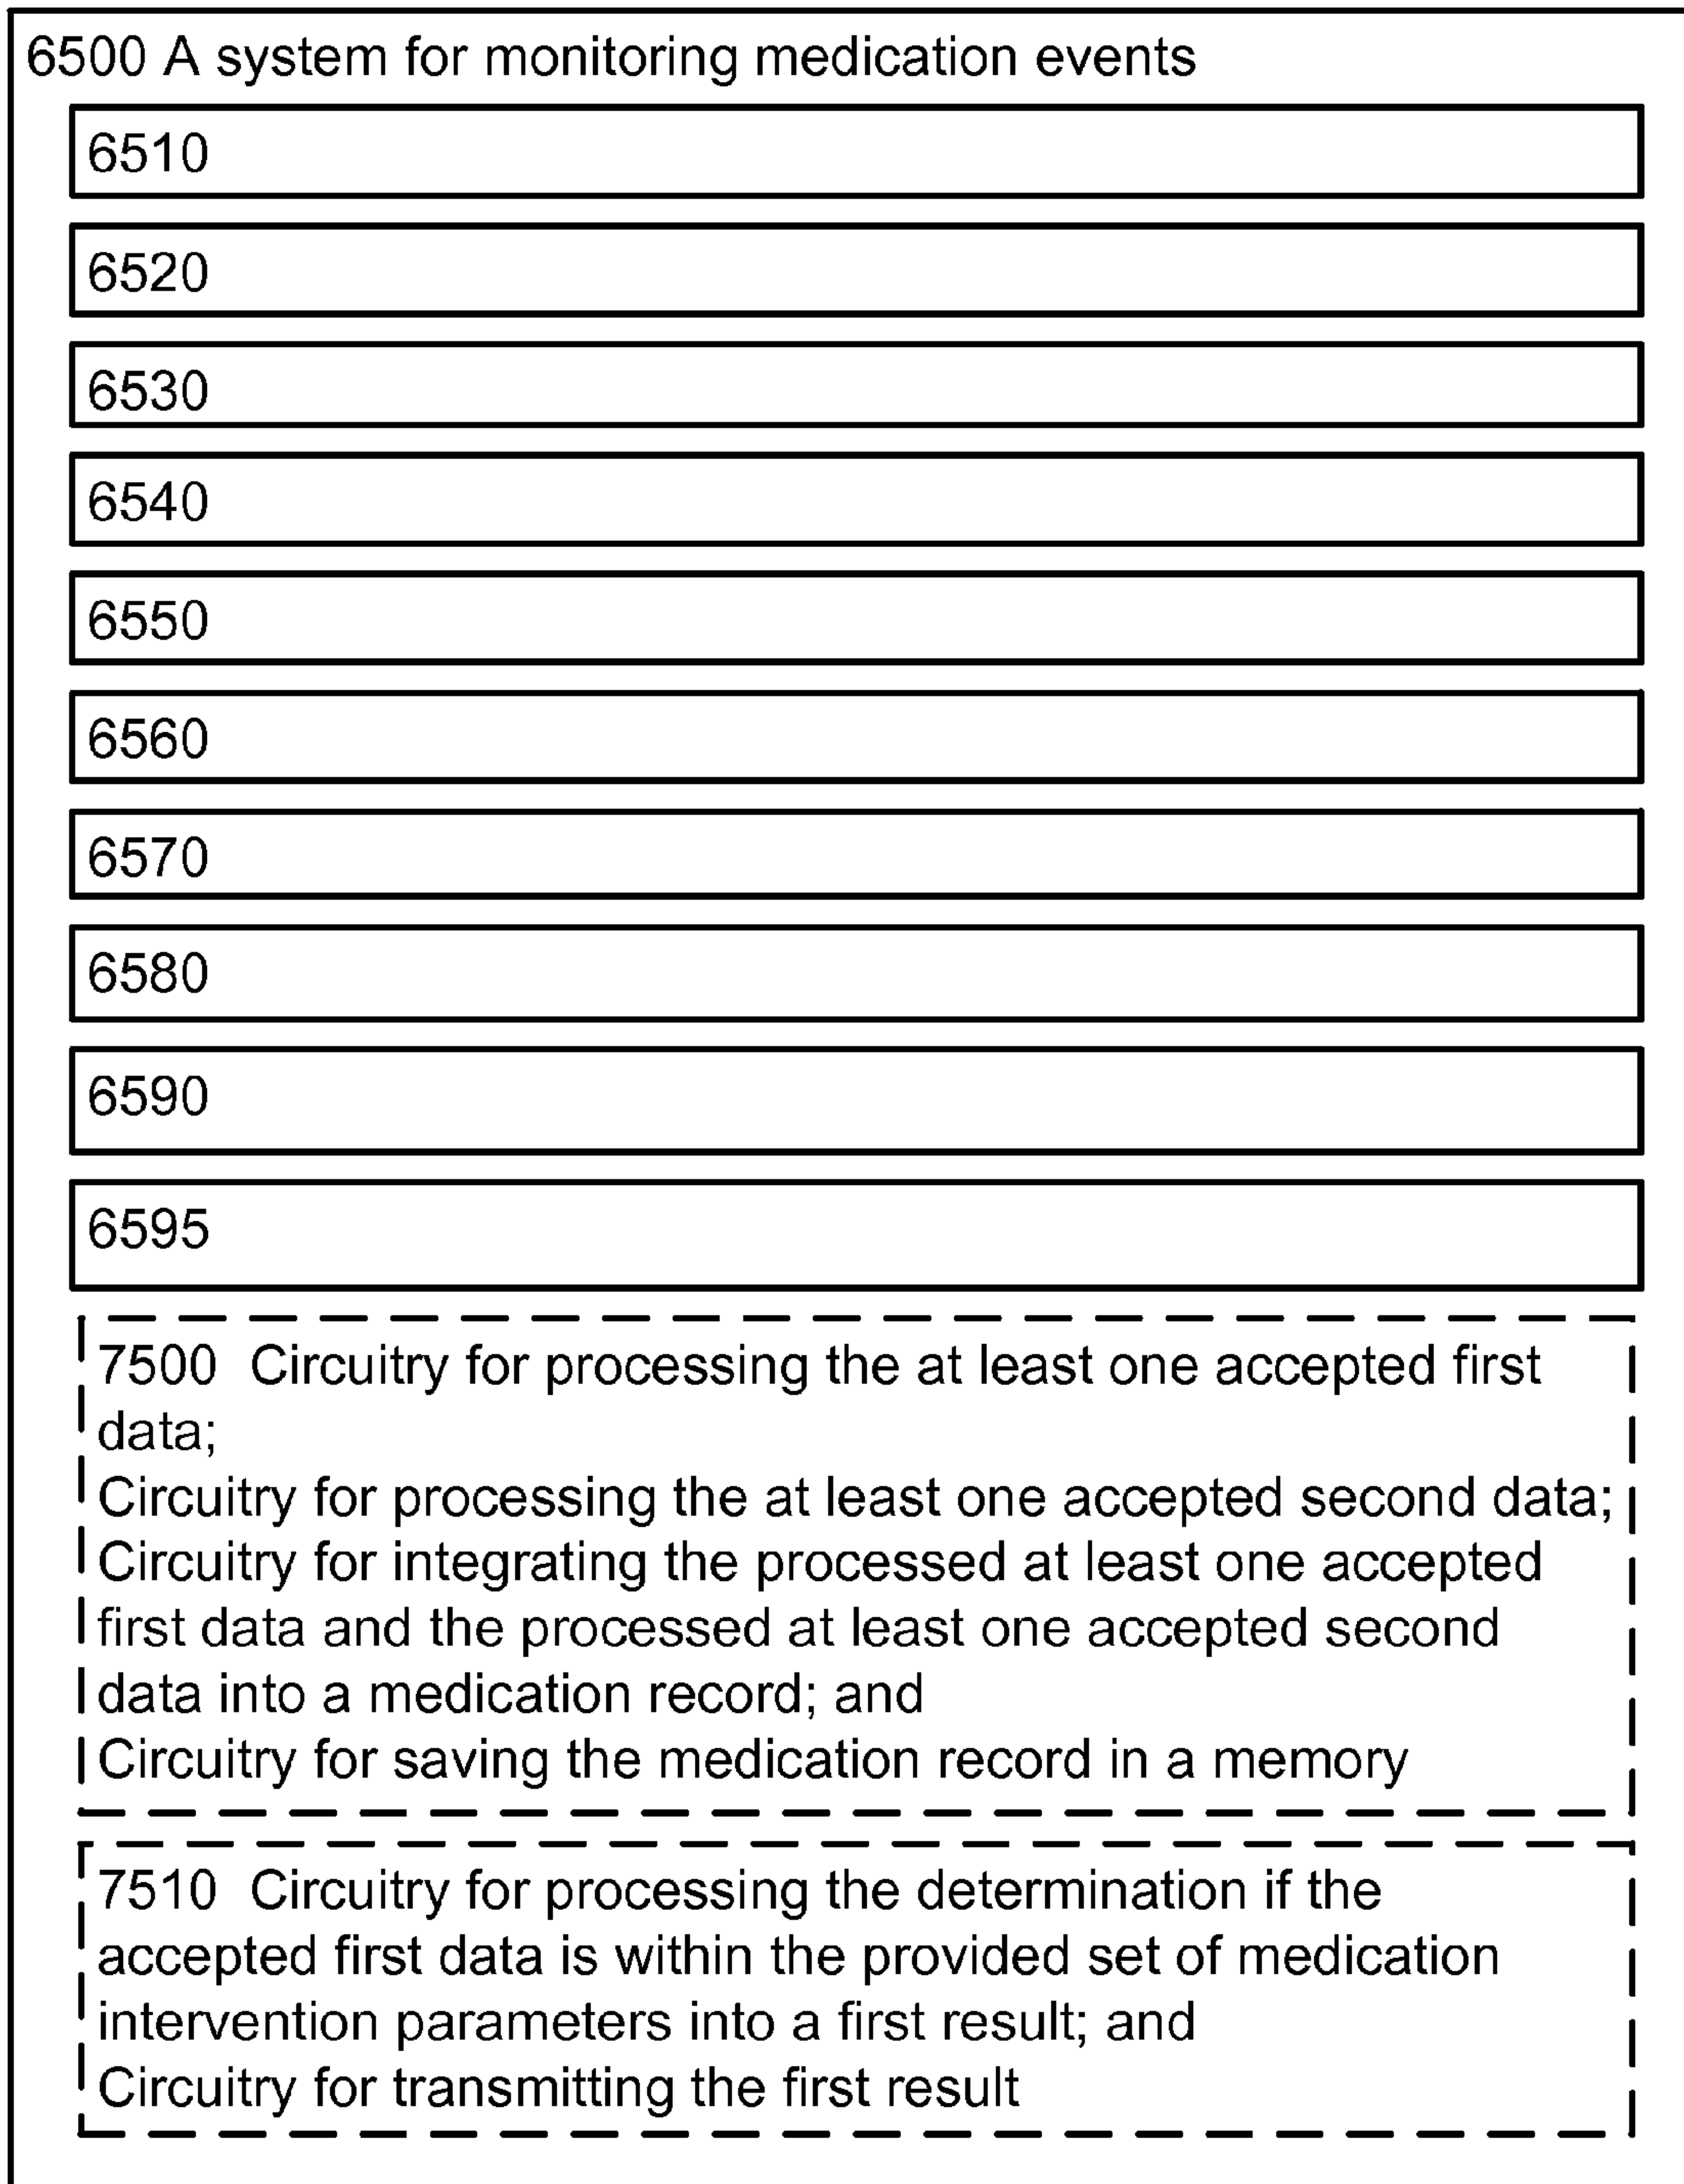 6500 A system for monitoring medication events
6510
6520
6530
6540
6550
6560
6570
6580
6590
6595
7500 Circuitry for processing the at least one accepted first
data;
Circuitry for processing the at least one accepted second data;
Circuitry for integrating the processed at least one accepted
first data and the processed at least one accepted second
data into a medication record; and
Circuitry for saving the medication record in a memory
7510 Circuitry for processing the determination if the
accepted first data is within the provided set of medication
intervention parameters into a first result; and
Circuitry for transmitting the first result